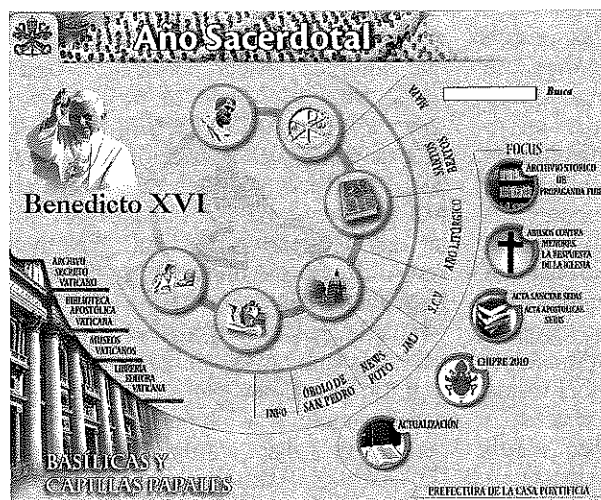 Año Sacerdotal
Busca
MAPA
SANTOS
BEATOS
AÑO LITÚRGICO
S.C.V.
JMJ
NEWS
FOTO
ÓBOLO DE
SAN PEDRO
INFO
FOCUS
ARCHIVIO STORICO
DE
PROPAGANDA FIDE
ABUSOS CONTRA
MENORES.
LA RESPUESTA
DE LA IGLESIA
ACTA SANCTAE SEDIS
ACTA APOSTOLICAE
SEDIS
CHIPRE 2010
ACTUALIZACIÓN
Benedicto XVI
ARCHIVO
SECRETO
VATICANO
BIBLIOTECA
APOSTÓLICA
VATICANA
MUSEOS
VATICANOS
LIBRERÍA
EDITORA
VATICANA
BASÍLICAS Y
CAPILLAS PAPALES
PREFECTURA DE LA CASA PONTIFICIA